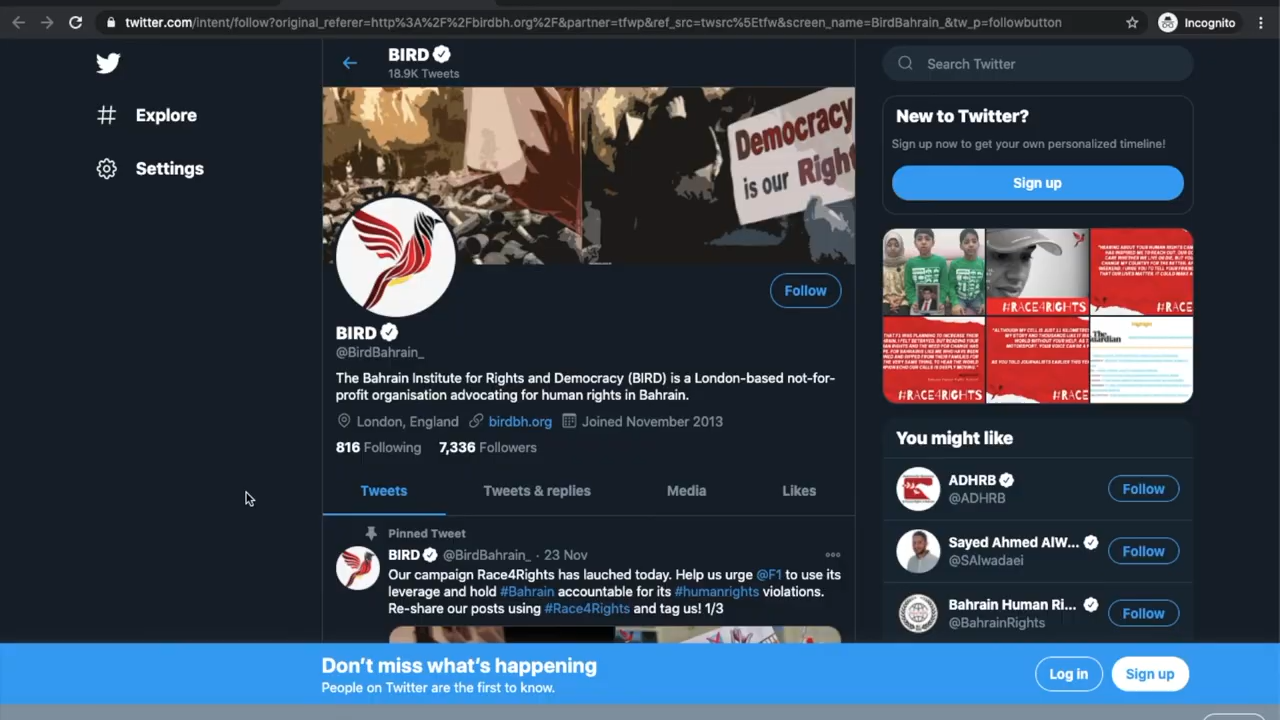 twitter.com/intent/follow?original_referer=http%3A%2F%2Fbirdbh.org%2F&partner=tfwp&ref_src=twsrc%5Etfw&screen_name=BirdBahrain_&tw_p=followbutton
Incognito
Explore
Settings
BIRD
18.9K Tweets
Democracy
is our Right
Follow
BIRD
@BirdBahrain_
The Bahrain Institute for Rights and Democracy (BIRD) is a London-based not-for-
profit organisation advocating for human rights in Bahrain.
London, England birdbh.org Joined November 2013
816 Following 7,336 Followers
Tweets Tweets & replies Media Likes
Pinned Tweet
BIRD @BirdBahrain_ · 23 Nov
Our campaign Race4Rights has lauched today. Help us urge @F1 to use its
leverage and hold #Bahrain accountable for its #humanrights violations.
Re-share our posts using #Race4Rights and tag us! 1/3
Search Twitter
New to Twitter?
Sign up now to get your own personalized timeline!
Sign up
#RACE4RIGHTS
#RACE
#RACE4RIGHTS
#RACE
The
You might like
ADHRB
@ADHRB
Follow
Sayed Ahmed AlW...
@SAlwadaei
Follow
Bahrain Human Ri...
@BahrainRights
Follow
Don't miss what's happening
People on Twitter are the first to know.
Log in
Sign up